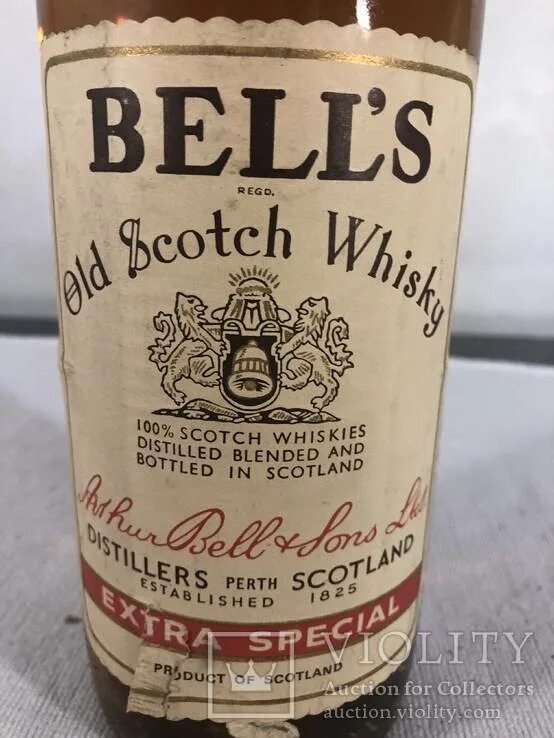 BELL'S
REGD.
Old Scotch Whisky
100% SCOTCH WHISKIES
DISTILLED BLENDED AND
BOTTLED IN SCOTLAND
Arthur Bell & Sons Ltd
DISTILLERS PERTH SCOTLAND
ESTABLISHED 1825
EXTRA SPECIAL
PRODUCT OF SCOTLAND
VIOLITY
Auction for Collectors
auction.violity.com